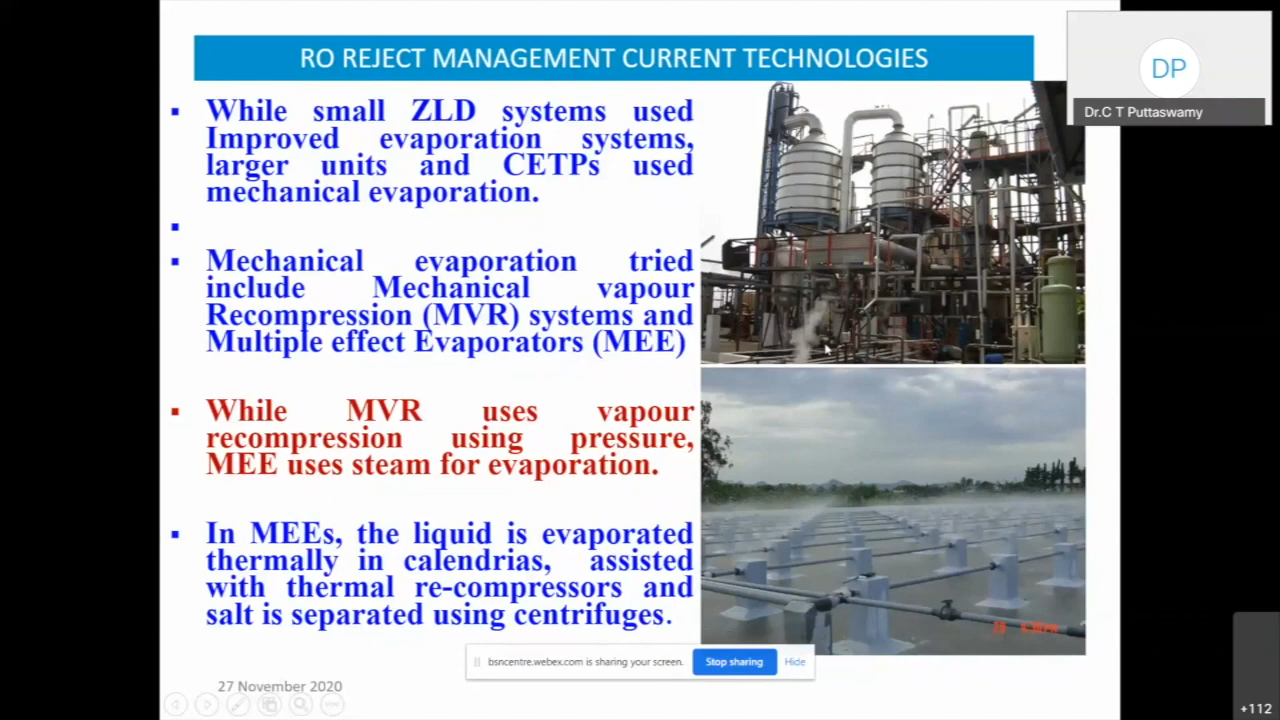 RO REJECT MANAGEMENT CURRENT TECHNOLOGIES
DP
Dr.C T Puttaswamy
▪ While small ZLD systems used
Improved evaporation systems,
larger units and CETPs used
mechanical evaporation.
▪
▪ Mechanical evaporation tried
include Mechanical vapour
Recompression (MVR) systems and
Multiple effect Evaporators (MEE)
▪ While MVR uses vapour
recompression using pressure,
MEE uses steam for evaporation.
▪ In MEEs, the liquid is evaporated
thermally in calendrias, assisted
with thermal re-compressors and
salt is separated using centrifuges.
bsncentre.webex.com is sharing your screen.
Stop sharing
Hide
27 November 2020
+112